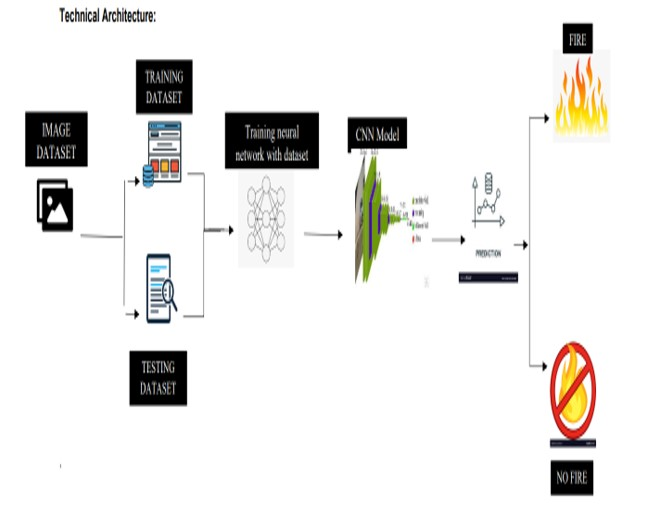 Technical Architecture:
FIRE
TRAINING
DATASET
IMAGE
DATASET
Training neural
network with dataset
CNN Model
PREDICTION
TESTING
DATASET
NO FIRE